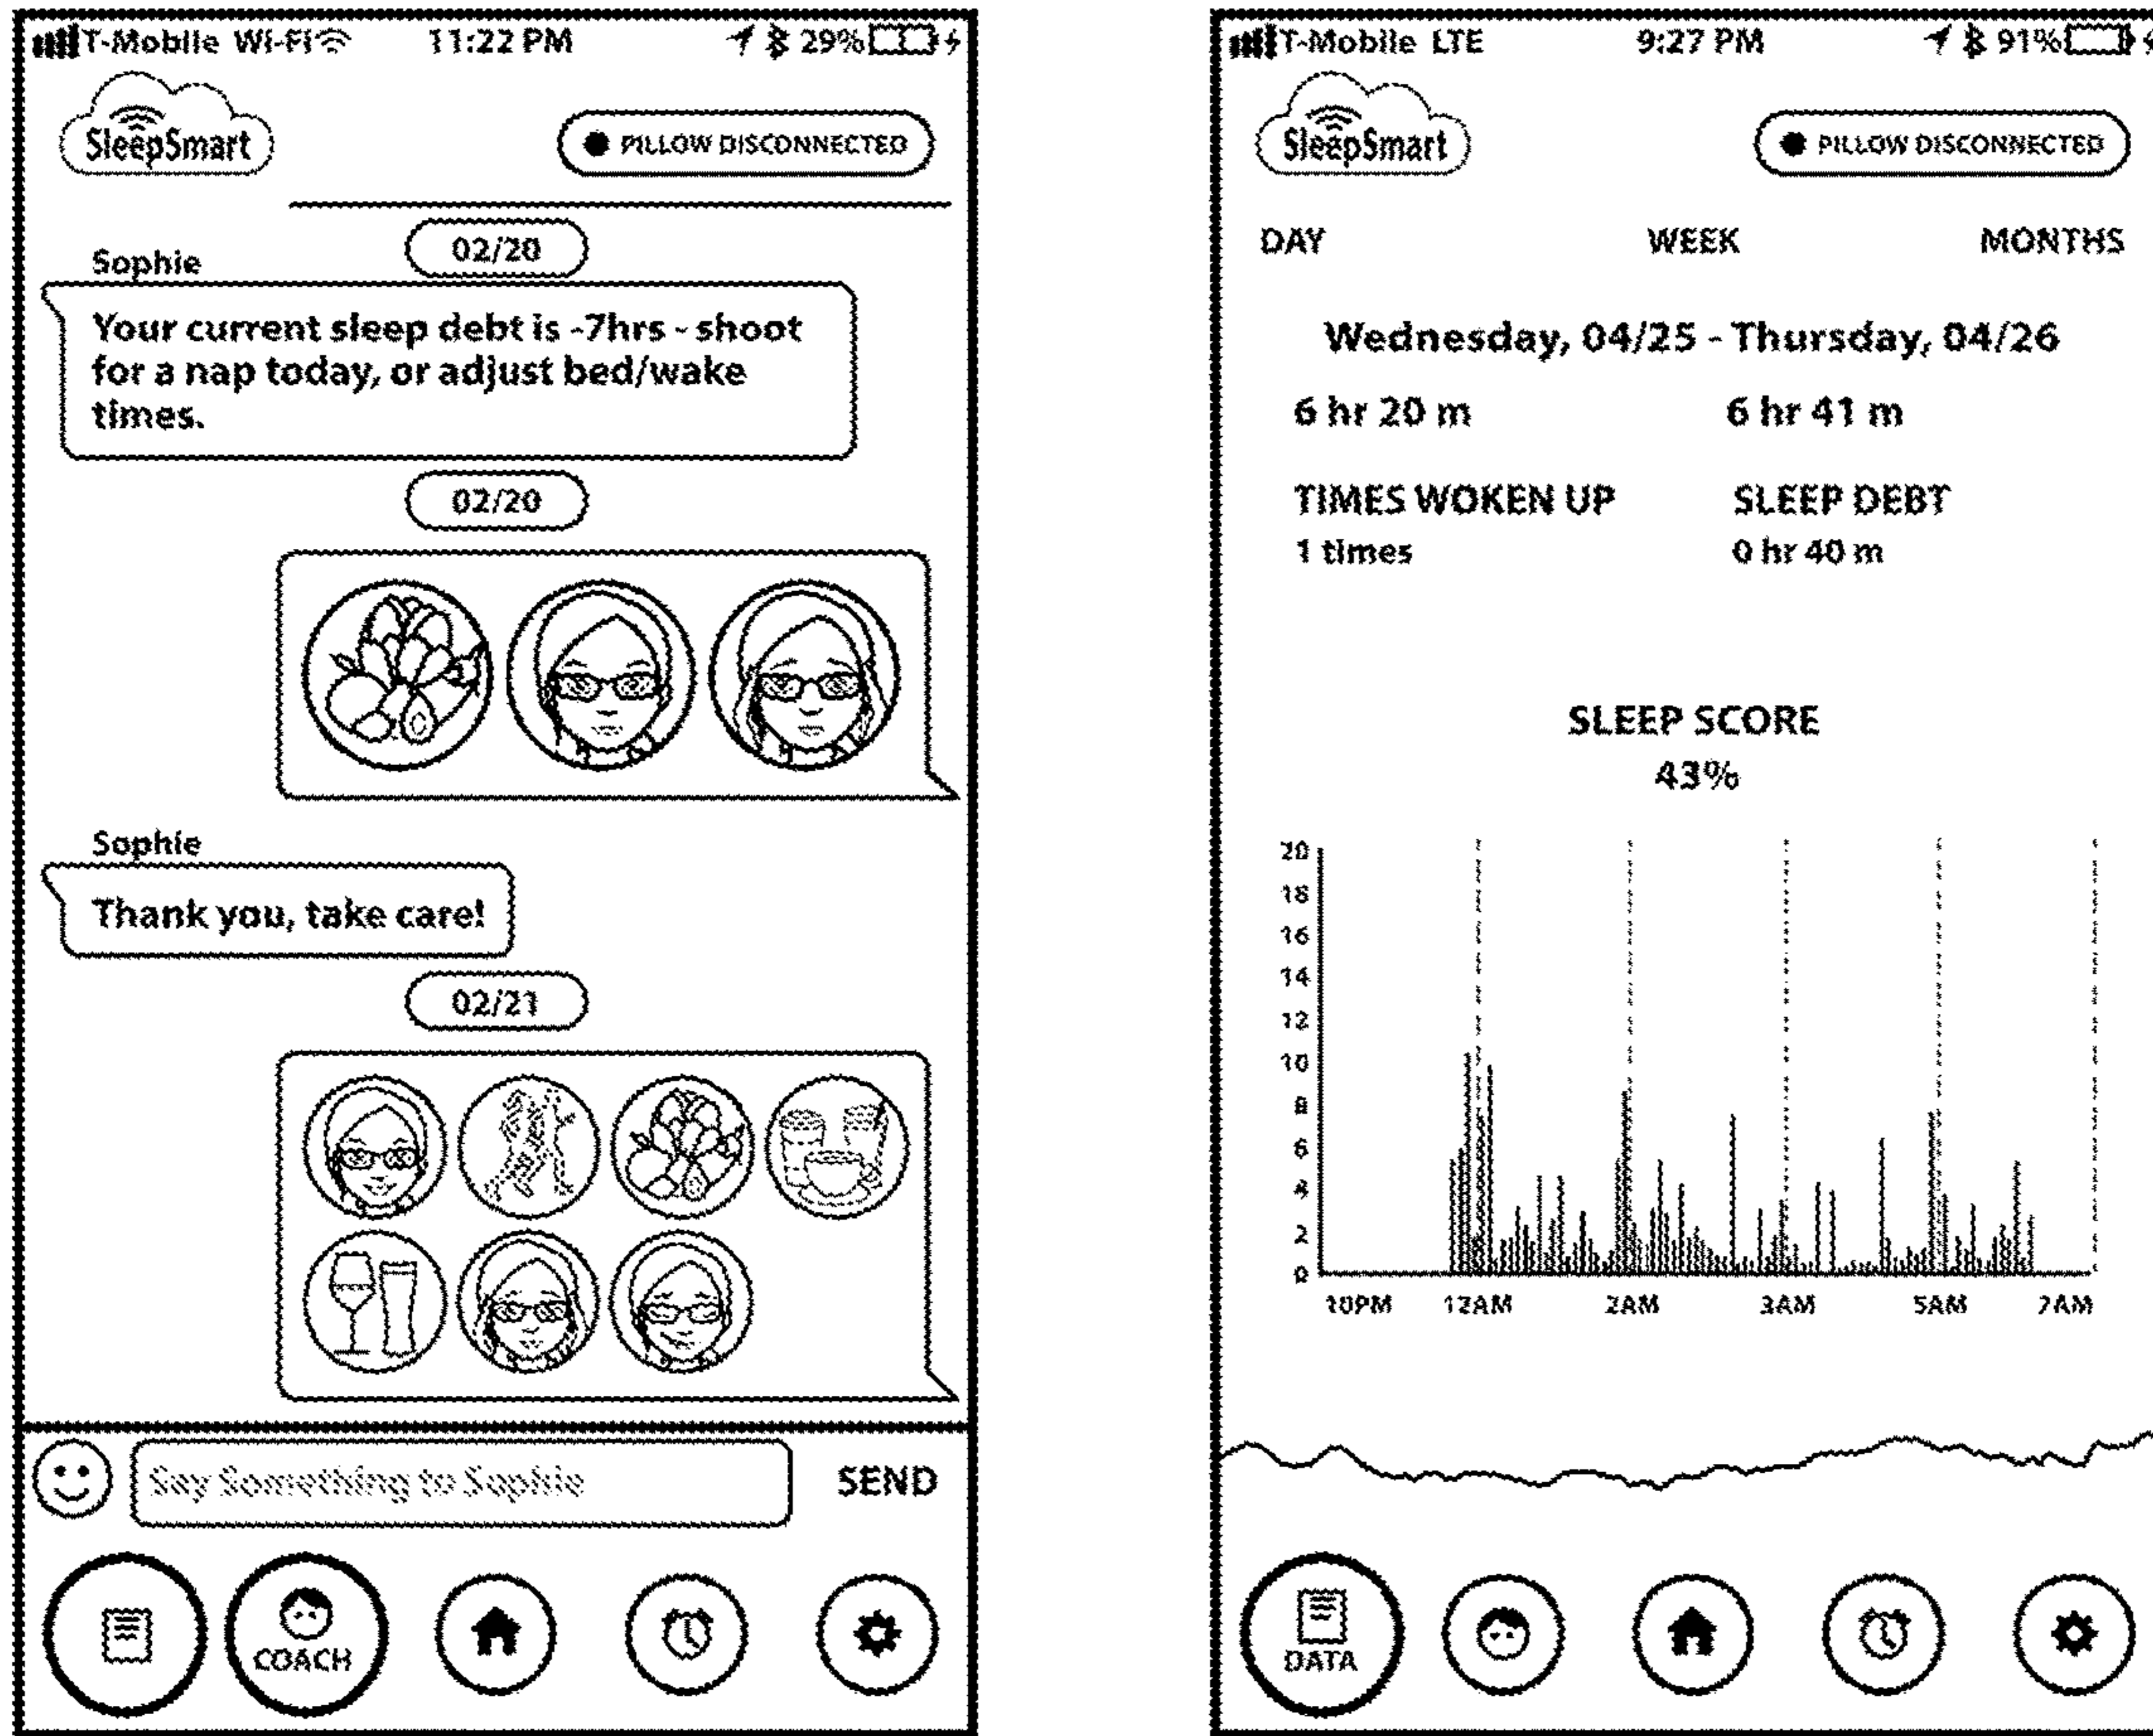 T-Mobile Wi-Fi 11:22 PM 29%
SleepSmart
PILLOW DISCONNECTED
02/20
Sophie
Your current sleep debt is -7hrs - shoot
for a nap today, or adjust bed/wake
times.
02/20
Sophie
Thank you, take care!
02/21
Say Something to Sophie
SEND
COACH
T-Mobile LTE 9:27 PM 91%
SleepSmart
PILLOW DISCONNECTED
DAY WEEK MONTHS
Wednesday, 04/25 - Thursday, 04/26
6 hr 20 m 6 hr 41 m
TIMES WOKEN UP SLEEP DEBT
1 times 0 hr 40 m
SLEEP SCORE
43%
20
18
16
14
12
10
8
6
4
2
0
10PM 12AM 2AM 3AM 5AM 7AM
DATA